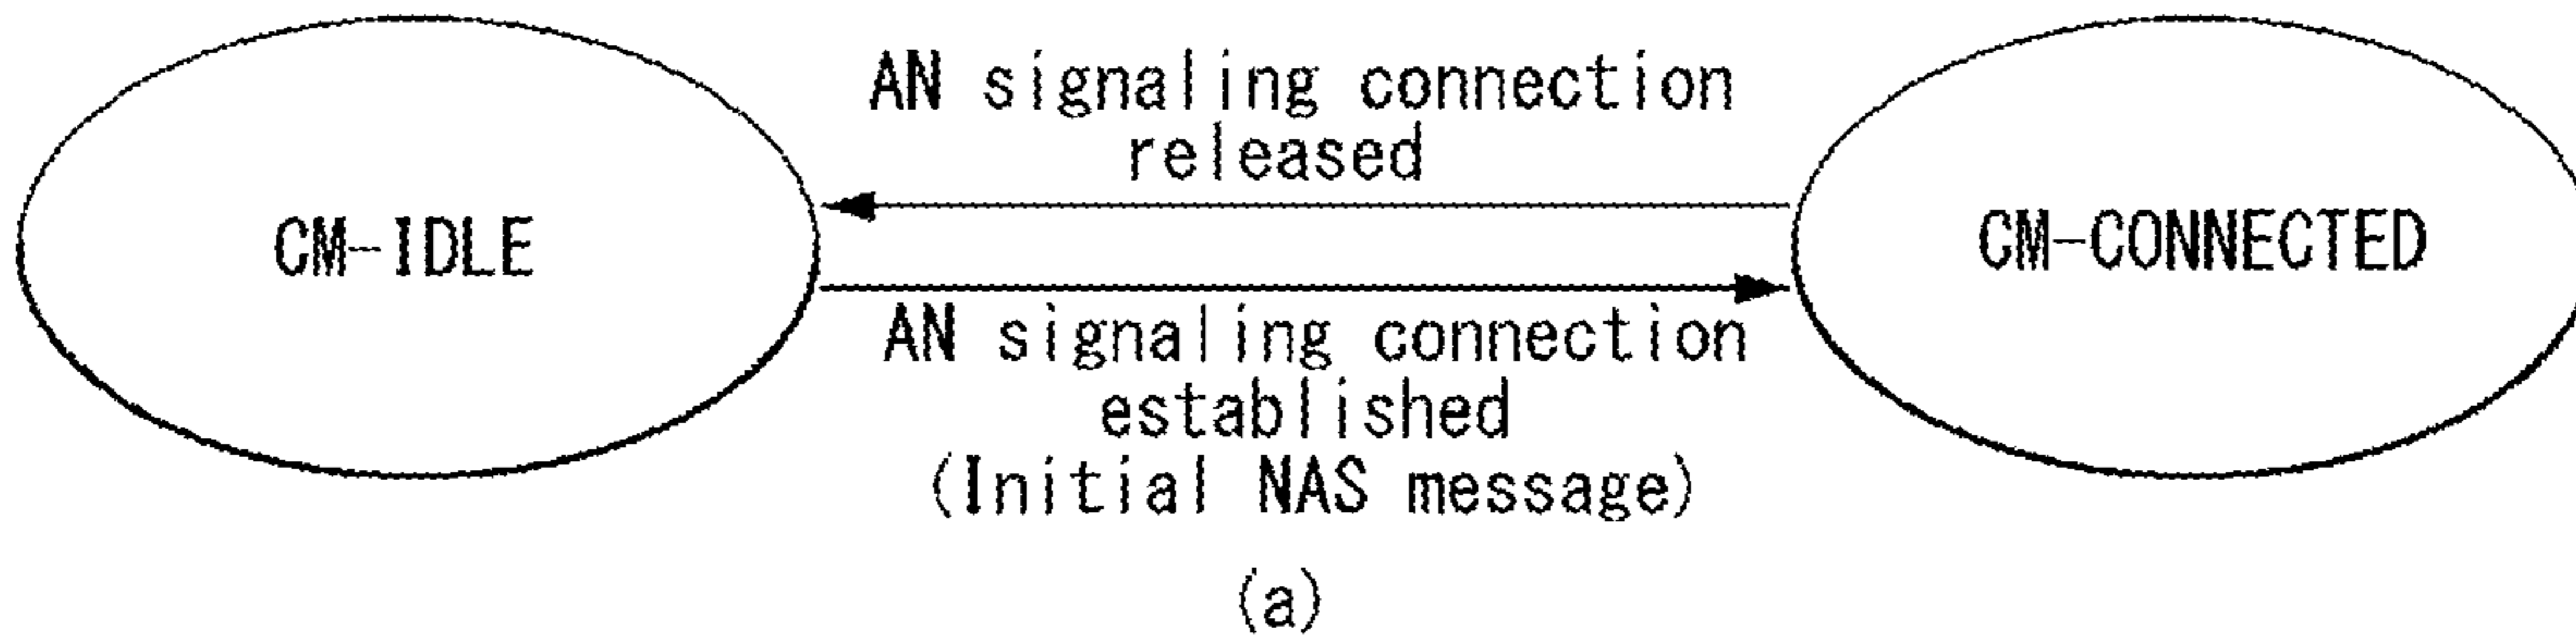 AN signaling connection
released
CM-IDLE
CM-CONNECTED
AN signaling connection
established
(Initial NAS message)
(a)